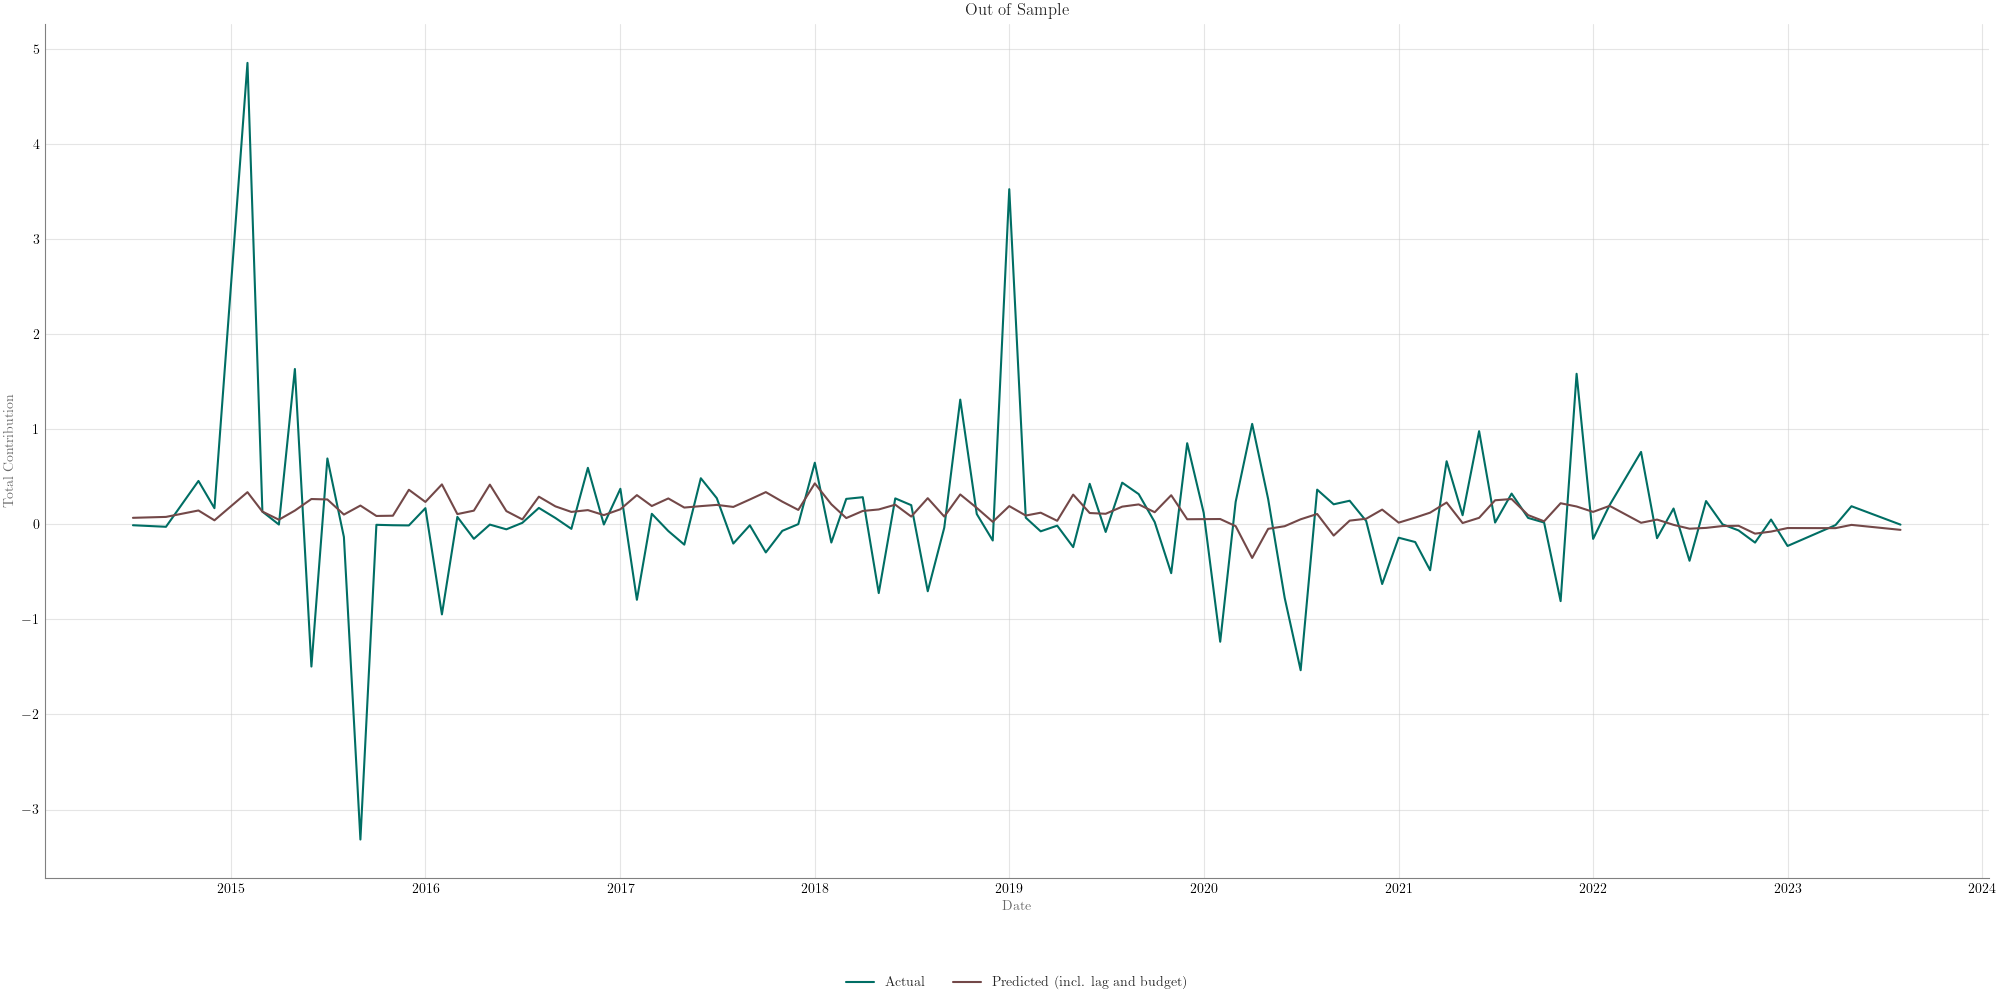 Out of Sample
Total Contribution
5
4
3
2
1
0
−1
−2
−3
2015 2016 2017 2018 2019 2020 2021 2022 2023 2024
Date
Actual Predicted (incl. lag and budget)